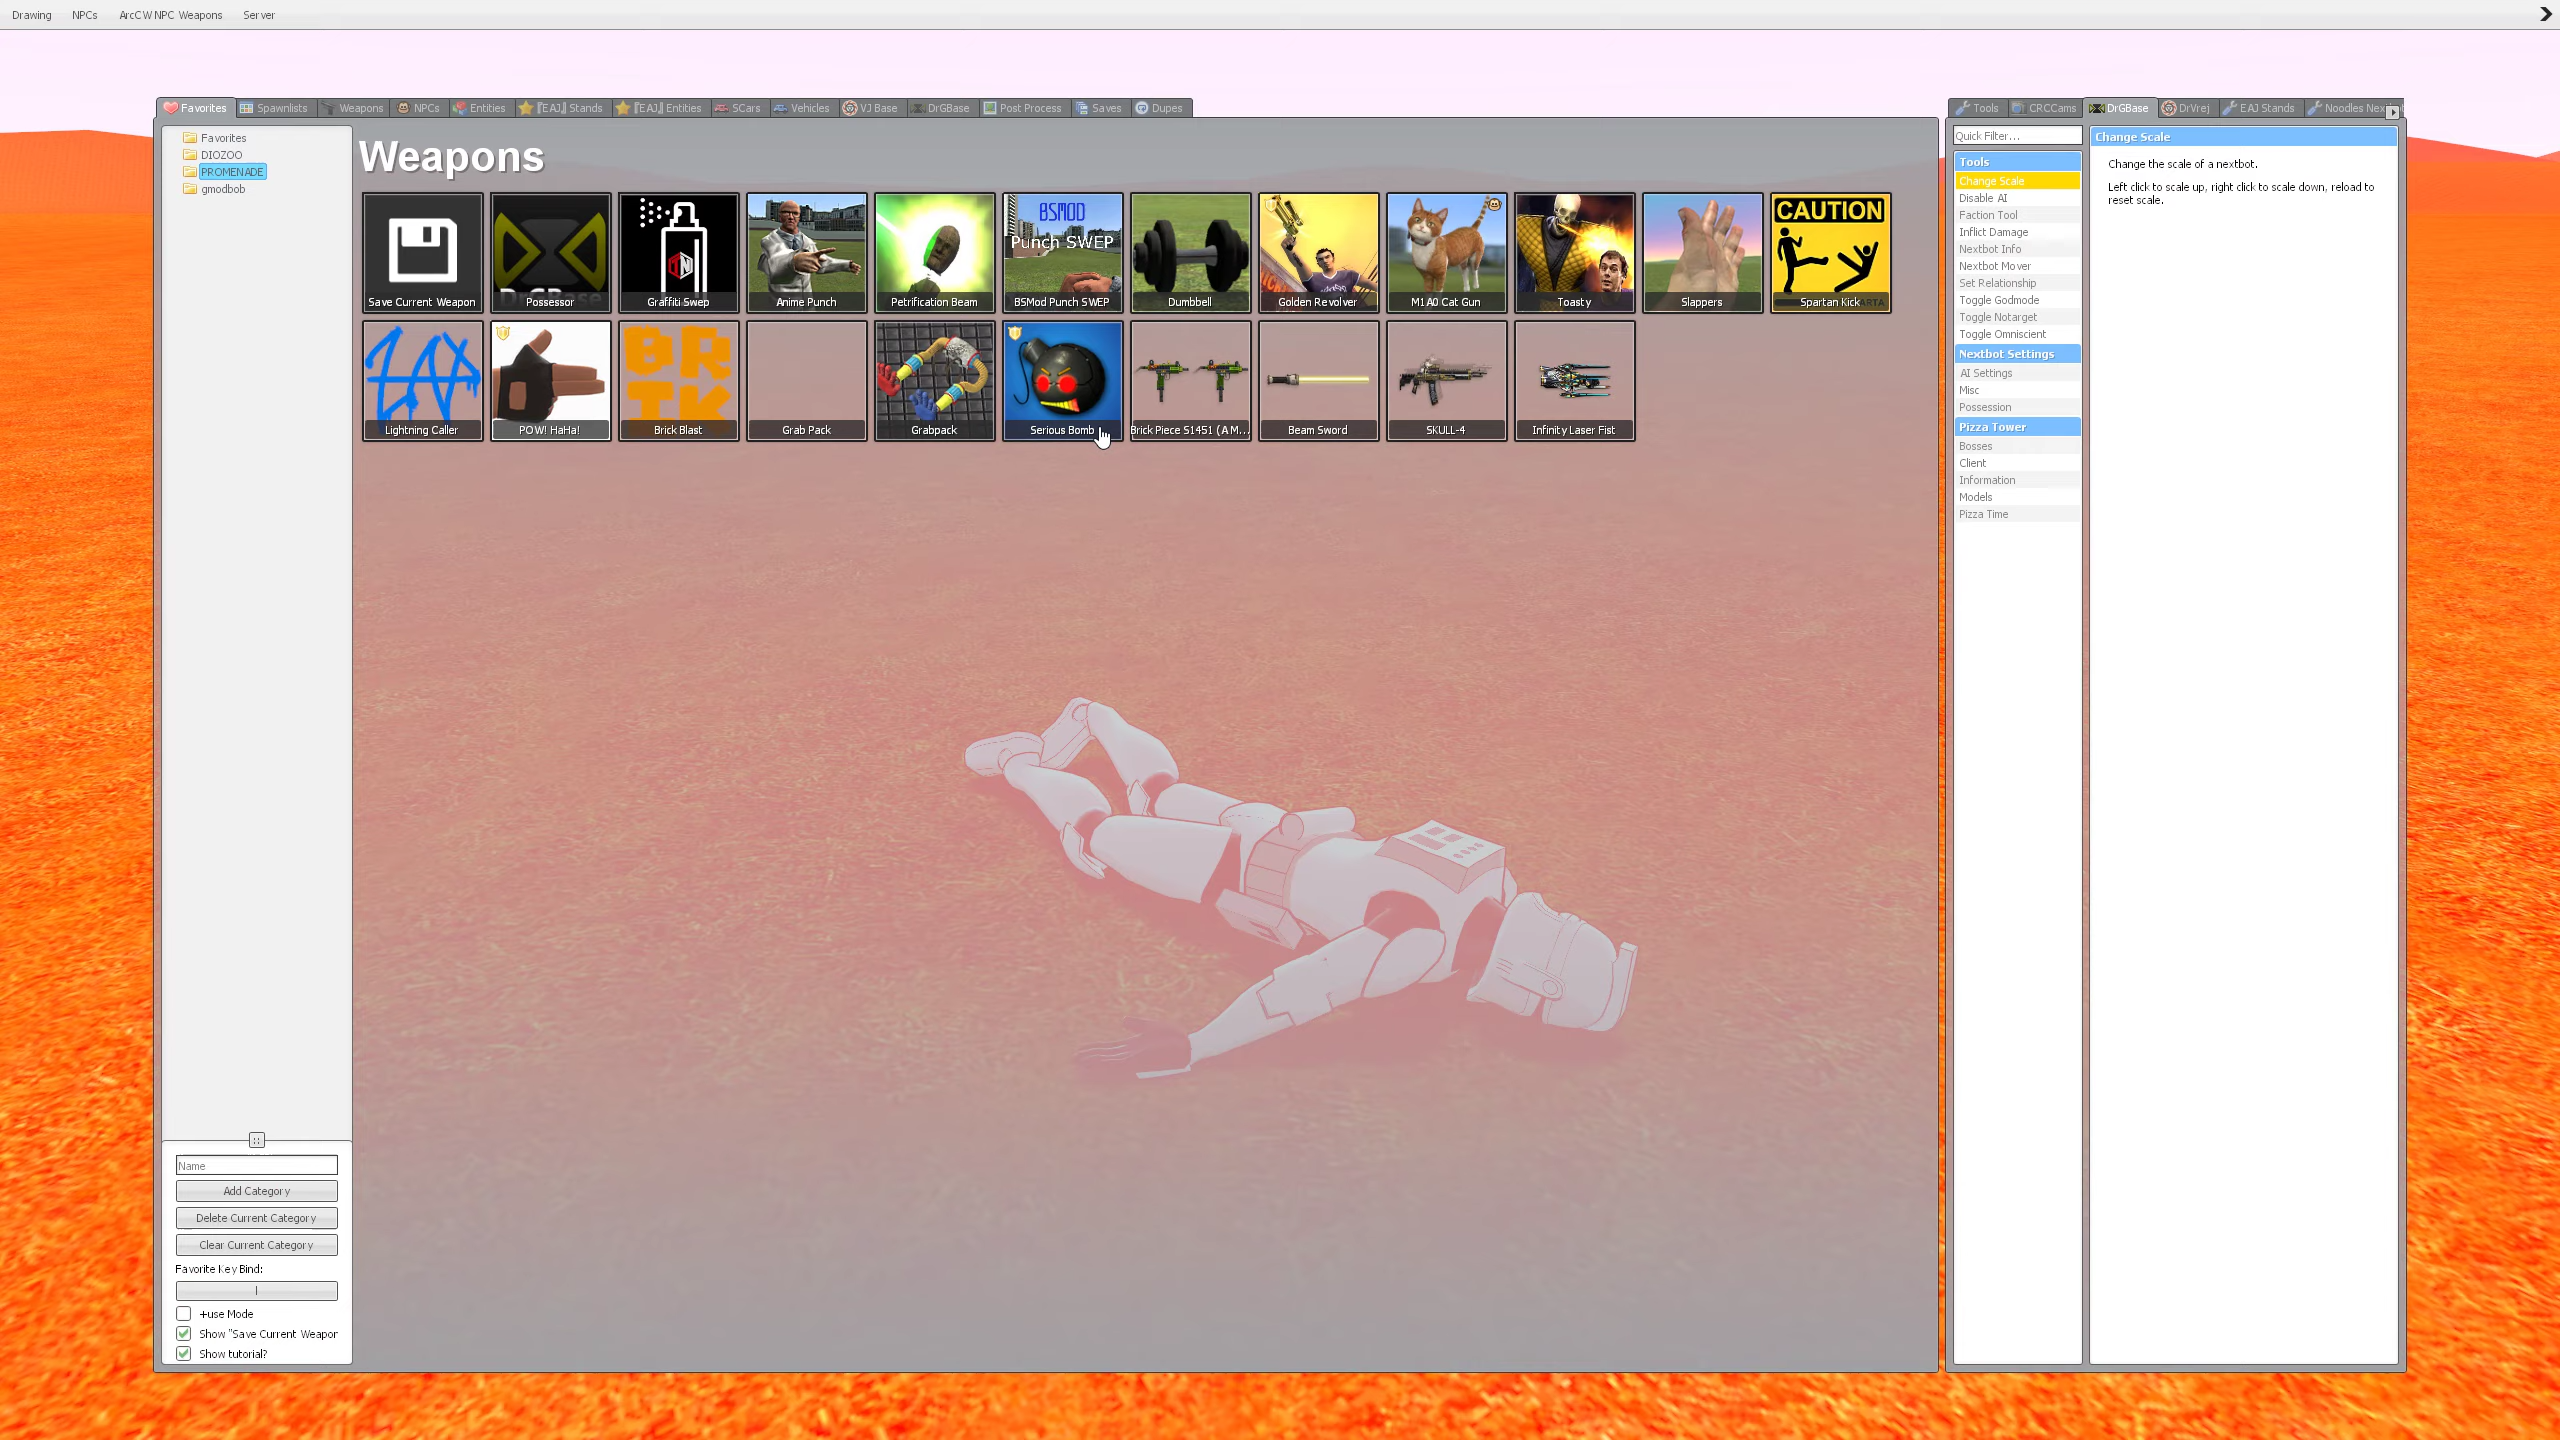 Drawing NPCs ArcCW NPC Weapons Server
Favorites Spawnlists Weapons NPCs Entities 『EAJ』 Stands 『EAJ』 Entities SCars Vehicles VJ Base DrGBase Post Process Saves Dupes
Favorites
DIOZOO
PROMENADE
gmodbob
Weapons
BSMOD
Punch SWEP
CAUTION
Save Current Weapon Possessor Graffiti Swep Anime Punch Petrification Beam BSMod Punch SWEP Dumbbell Golden Revolver M1A0 Cat Gun Toasty Slappers Spartan Kick
BRICK
Lightning Caller POW! HaHa! Brick Blast Grab Pack Grabpack Serious Bomb Brick Piece S14S1 (AM... Beam Sword SKULL-4 Infinity Laser Fist
Name
Add Category
Delete Current Category
Clear Current Category
Favorite Key Bind:
I
+use Mode
Show "Save Current Weapor
Show tutorial?
Tools CRCCams DrGBase DrVrej EAJ Stands Noodles Nex
Quick Filter...
Tools
Change Scale
Disable AI
Faction Tool
Inflict Damage
Nextbot Info
Nextbot Mover
Set Relationship
Toggle Godmode
Toggle Notarget
Toggle Omniscient
Nextbot Settings
AI Settings
Misc
Possession
Pizza Tower
Bosses
Client
Information
Models
Pizza Time
Change Scale
Change the scale of a nextbot.
Left click to scale up, right click to scale down, reload to
reset scale.